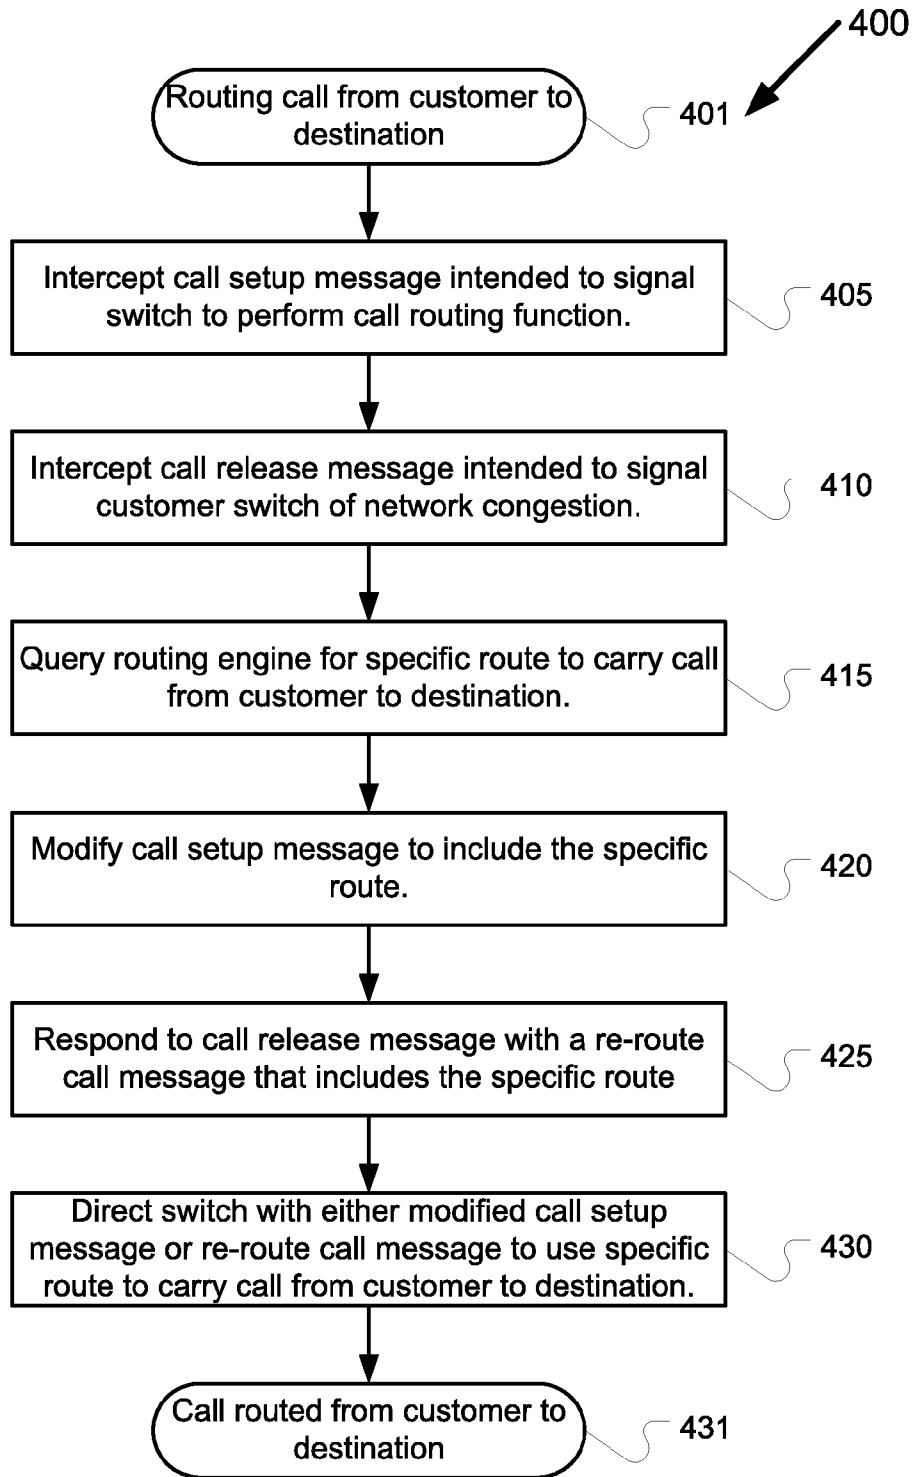 400
Routing call from customer to
destination
401
Intercept call setup message intended to signal
switch to perform call routing function.
405
Intercept call release message intended to signal
customer switch of network congestion.
410
Query routing engine for specific route to carry call
from customer to destination.
415
Modify call setup message to include the specific
route.
420
Respond to call release message with a re-route
call message that includes the specific route
425
Direct switch with either modified call setup
message or re-route call message to use specific
route to carry call from customer to destination.
430
Call routed from customer to
destination
431